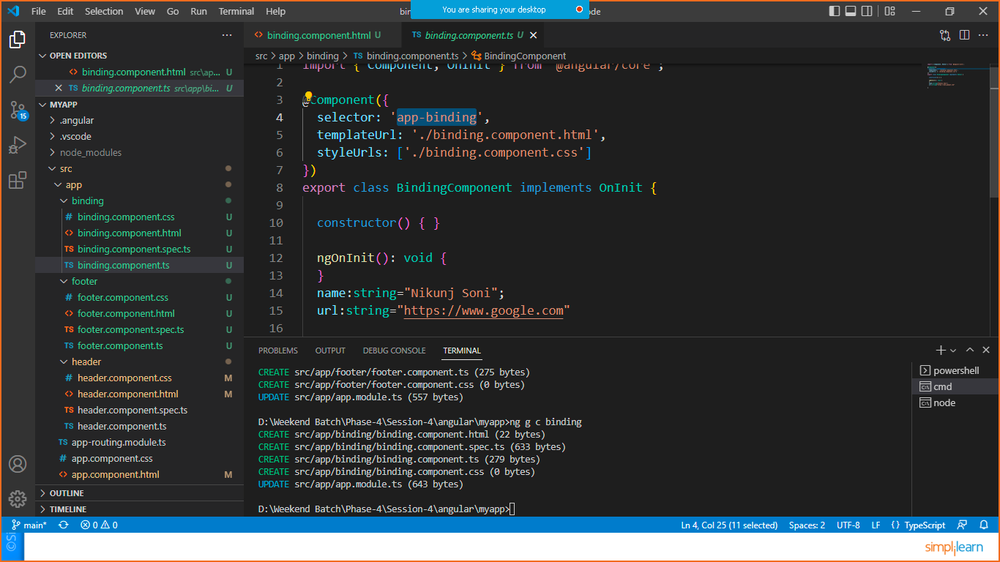 File Edit Selection View Go Run Terminal Help
bin
You are sharing your desktop
ode
EXPLORER
OPEN EDITORS
binding.component.html src\ap... U
TS binding.component.ts src\app\bi... U
MYAPP
.angular
.vscode
node_modules
src
app
binding
# binding.component.css U
<> binding.component.html U
TS binding.component.spec.ts U
TS binding.component.ts U
footer
# footer.component.css U
<> footer.component.html U
TS footer.component.spec.ts U
TS footer.component.ts U
header
# header.component.css M
<> header.component.html M
TS header.component.spec.ts
TS header.component.ts
TS app-routing.module.ts
# app.component.css
<> app.component.html M
OUTLINE
TIMELINE
15
<> binding.component.html U
TS binding.component.ts U
src > app > binding > TS binding.component.ts > BindingComponent
1 import { Component, OnInit } from '@angular/core';
2
3 @Component({
4 selector: 'app-binding',
5 templateUrl: './binding.component.html',
6 styleUrls: ['./binding.component.css']
7 })
8 export class BindingComponent implements OnInit {
9
10 constructor() { }
11
12 ngOnInit(): void {
13 }
14 name:string="Nikunj Soni";
15 url:string="https://www.google.com"
16
PROBLEMS OUTPUT DEBUG CONSOLE TERMINAL
CREATE src/app/footer/footer.component.ts (275 bytes)
CREATE src/app/footer/footer.component.css (0 bytes)
UPDATE src/app/app.module.ts (557 bytes)
D:\Weekend Batch\Phase-4\Session-4\angular\myapp>ng g c binding
CREATE src/app/binding/binding.component.html (22 bytes)
CREATE src/app/binding/binding.component.spec.ts (633 bytes)
CREATE src/app/binding/binding.component.ts (279 bytes)
CREATE src/app/binding/binding.component.css (0 bytes)
UPDATE src/app/app.module.ts (643 bytes)
D:\Weekend Batch\Phase-4\Session-4\angular\myapp>
powershell
cmd
node
main* 0 0
Ln 4, Col 25 (11 selected) Spaces: 2 UTF-8 LF {} TypeScript
simplilearn